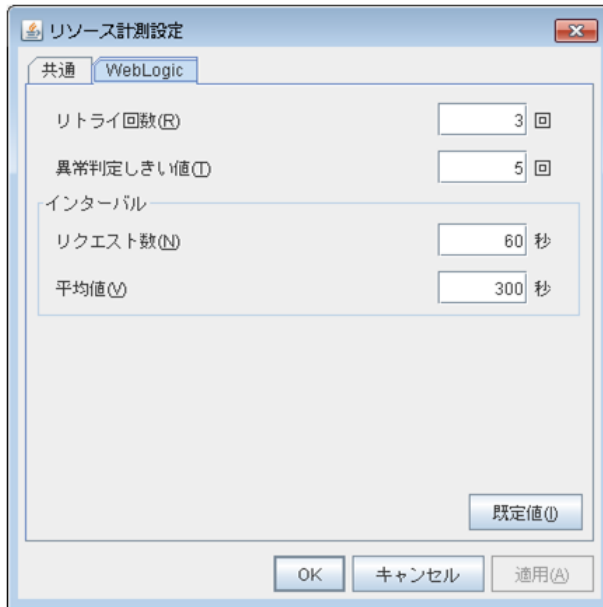 リソース計測設定
共通 WebLogic
リトライ回数(R) 3 回
異常判定しきい値(T) 5 回
インターバル
リクエスト数(N) 60 秒
平均値(V) 300 秒
既定値(I)
OK キャンセル 適用(A)